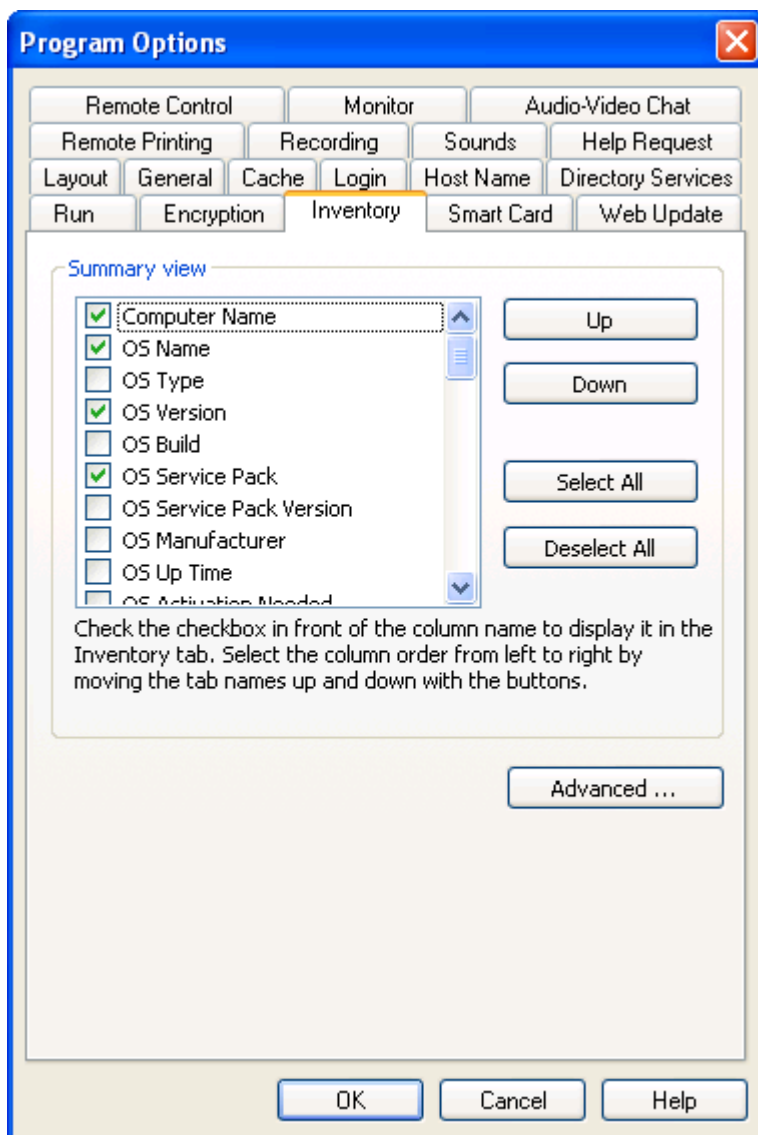 Program Options
Remote Control Monitor Audio-Video Chat
Remote Printing Recording Sounds Help Request
Layout General Cache Login Host Name Directory Services
Run Encryption Inventory Smart Card Web Update
Summary view
Computer Name
OS Name
OS Type
OS Version
OS Build
OS Service Pack
OS Service Pack Version
OS Manufacturer
OS Up Time
OS Activation Needed
Up
Down
Select All
Deselect All
Check the checkbox in front of the column name to display it in the
Inventory tab. Select the column order from left to right by
moving the tab names up and down with the buttons.
Advanced ...
OK Cancel Help